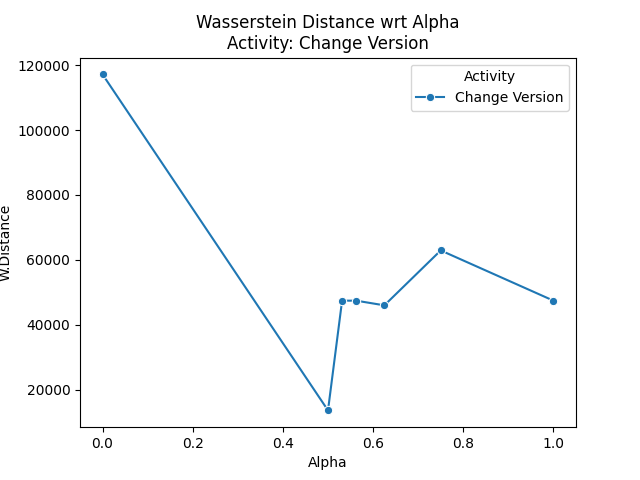 Wasserstein Distance wrt Alpha
Activity: Change Version
Activity
Change Version
120000
100000
80000
60000
40000
20000
W.Distance
0.0 0.2 0.4 0.6 0.8 1.0
Alpha